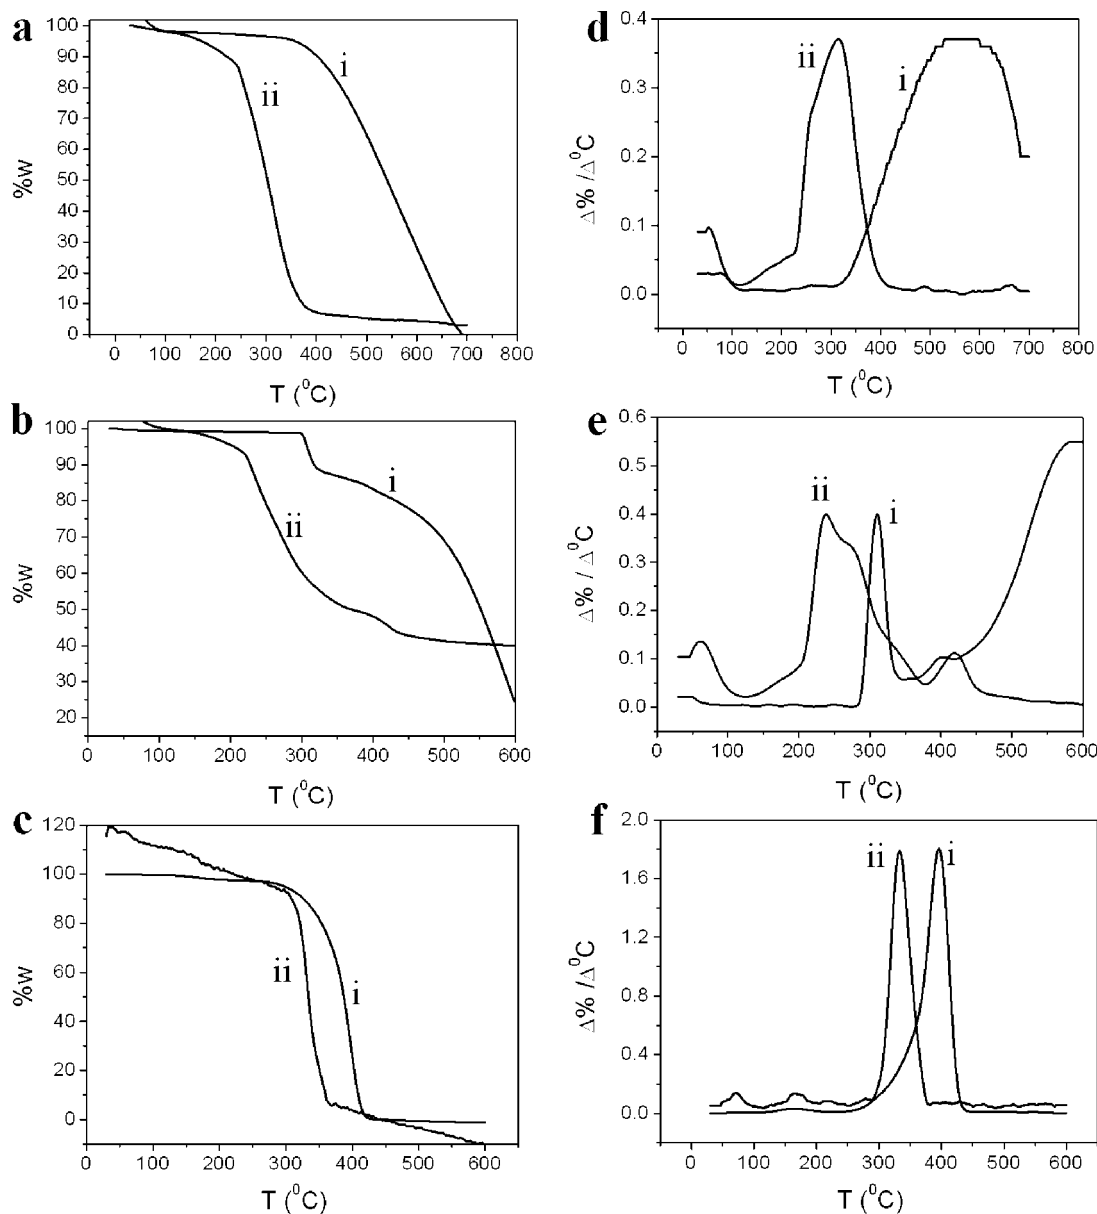 a
100
90
80
70
60
50
40
30
20
10
0
%w
i
ii
0 100 200 300 400 500 600 700 800
T (⁰C)
d
0.4
0.3
0.2
0.1
0.0
Δ% /Δ⁰C
ii
i
0 100 200 300 400 500 600 700 800
T (⁰C)
b
100
90
80
70
60
50
40
30
20
%w
i
ii
0 100 200 300 400 500 600
T (⁰C)
e
0.6
0.5
0.4
0.3
0.2
0.1
0.0
Δ% / Δ⁰C
ii
i
0 100 200 300 400 500 600
T (⁰C)
c
120
100
80
60
40
20
0
%w
ii
i
0 100 200 300 400 500 600
T (⁰C)
f
2.0
1.6
1.2
0.8
0.4
0.0
Δ% /Δ⁰C
ii
i
0 100 200 300 400 500 600
T (⁰C)